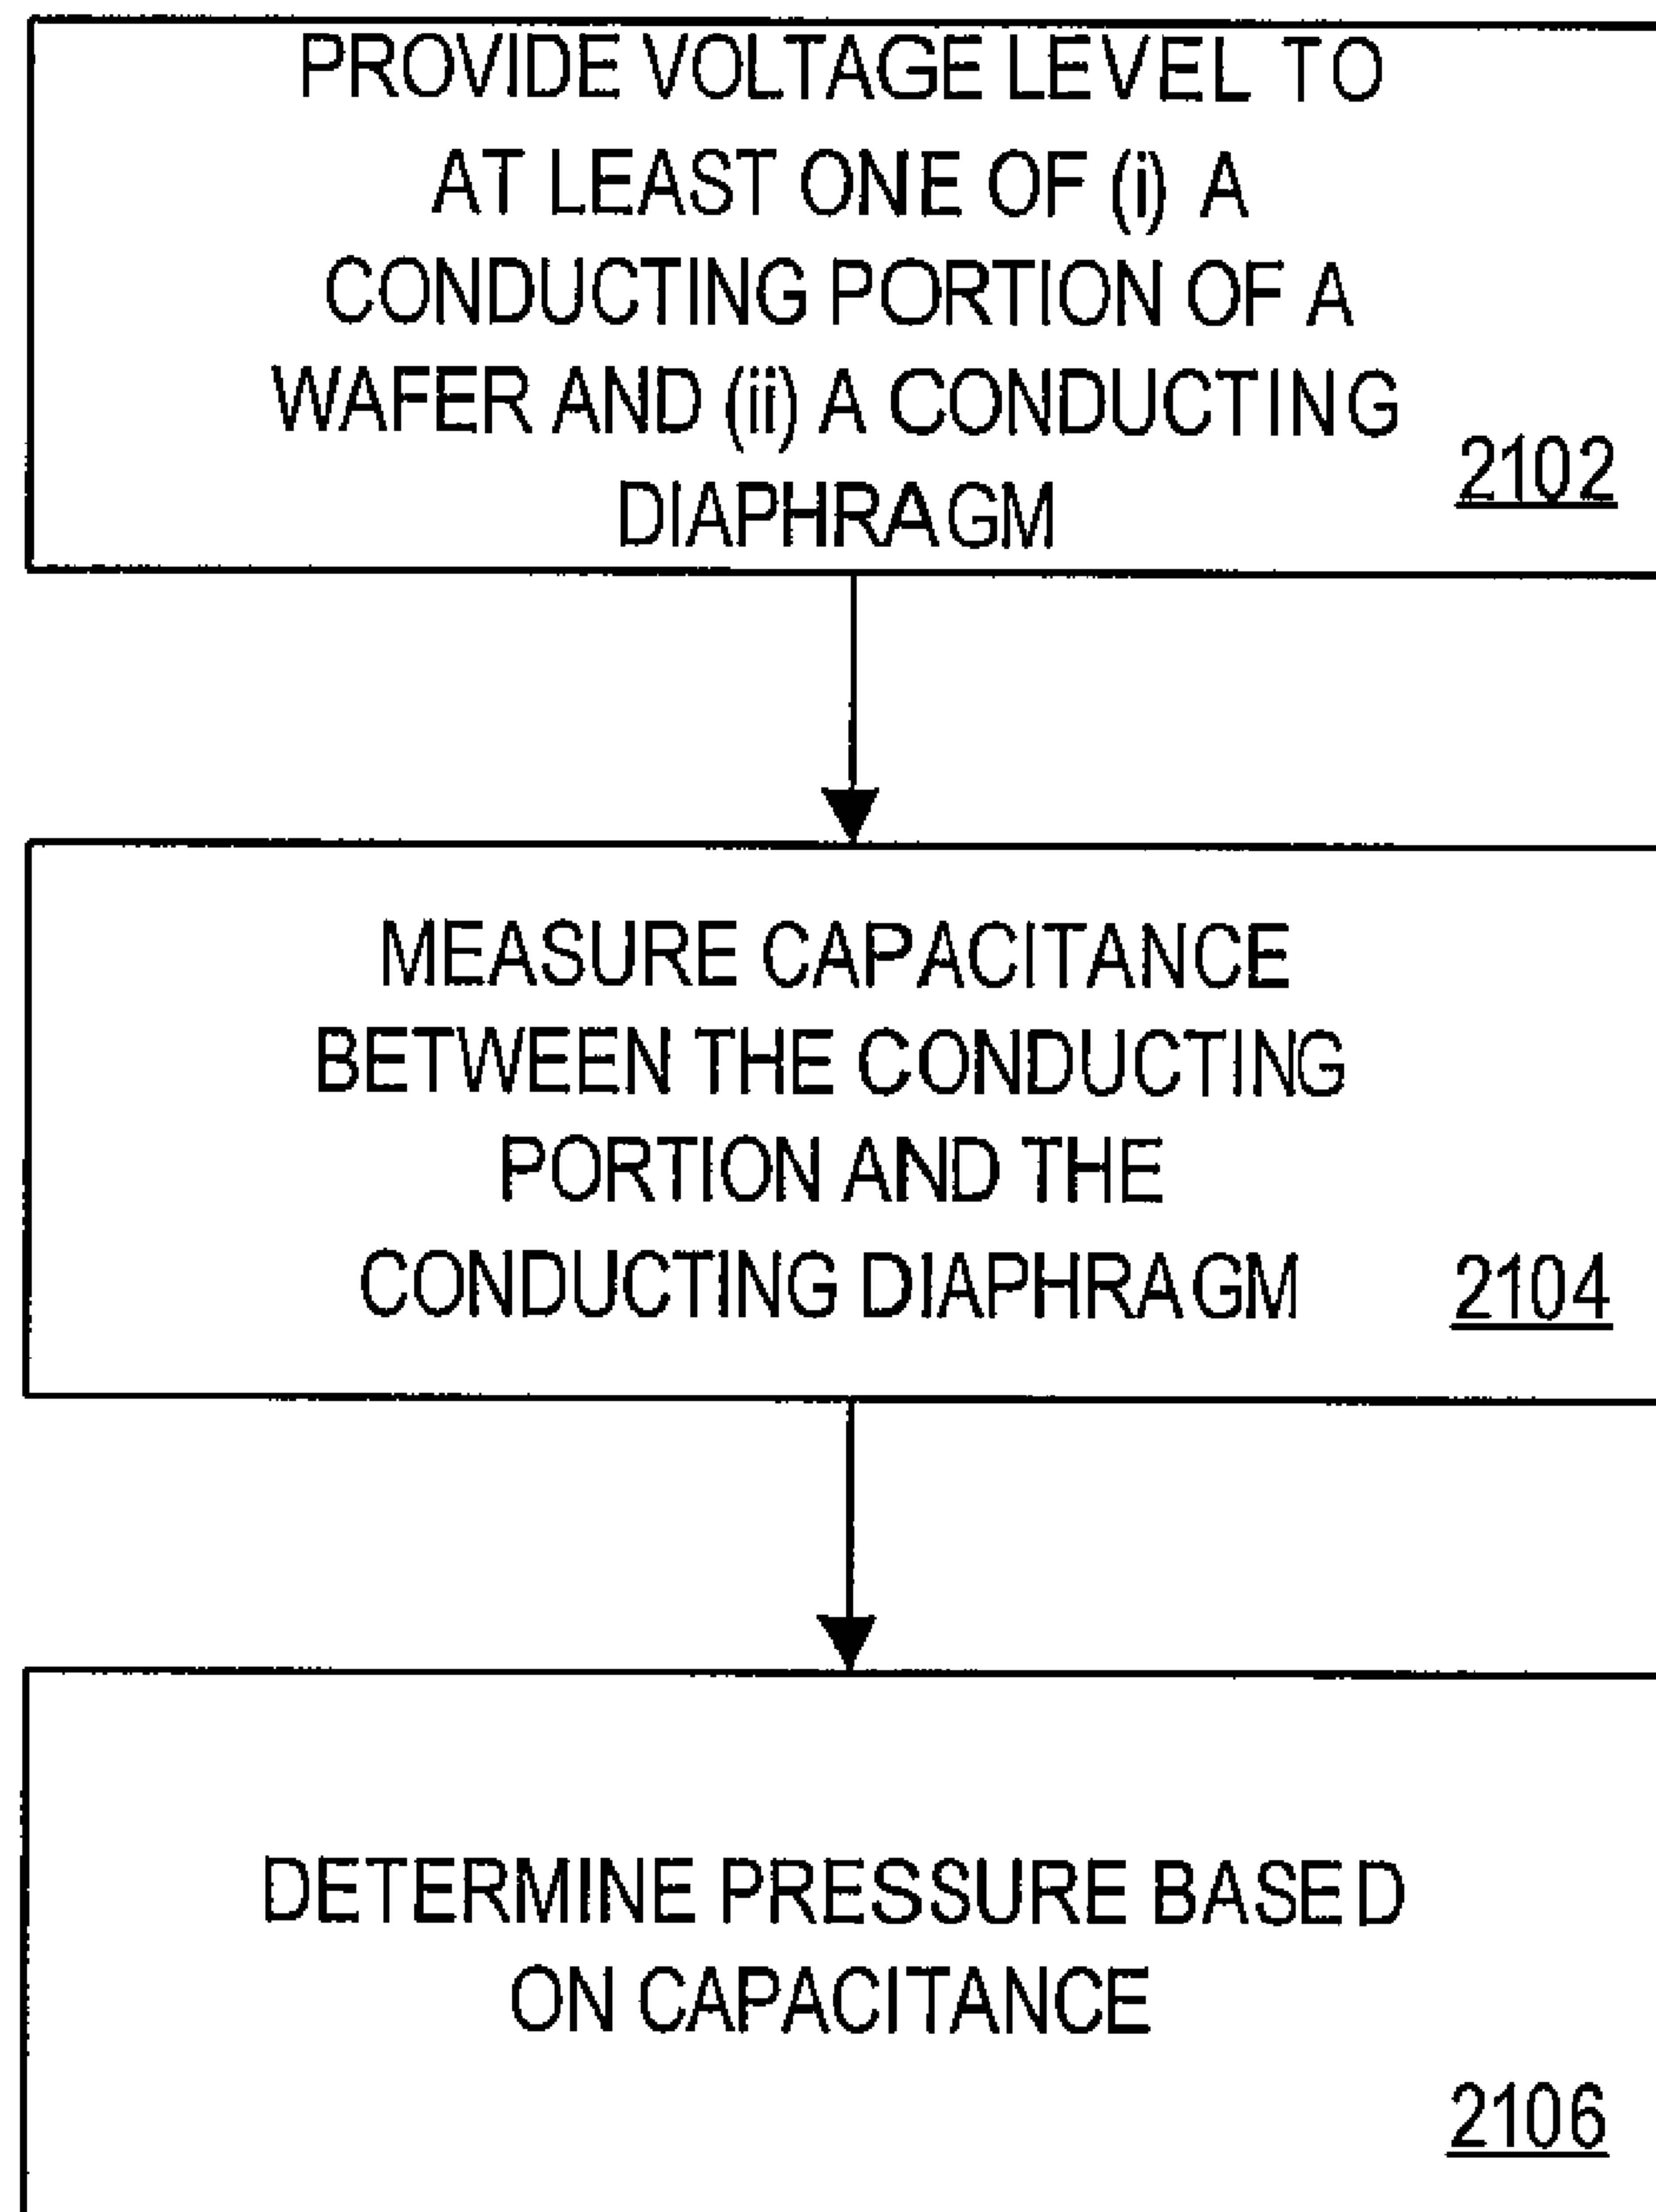 PROVIDE VOLTAGE LEVEL TO
AT LEAST ONE OF (i) A
CONDUCTING PORTION OF A
WAFER AND (ii) A CONDUCTING
DIAPHRAGM
2102
MEASURE CAPACITANCE
BETWEEN THE CONDUCTING
PORTION AND THE
CONDUCTING DIAPHRAGM
2104
DETERMINE PRESSURE BASED
ON CAPACITANCE
2106